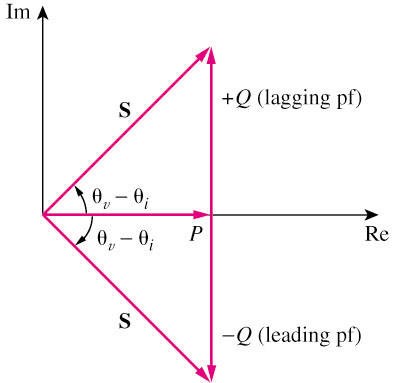 Im
+Q (lagging pf)
S
θv − θi
P
Re
θv − θi
S
−Q (leading pf)